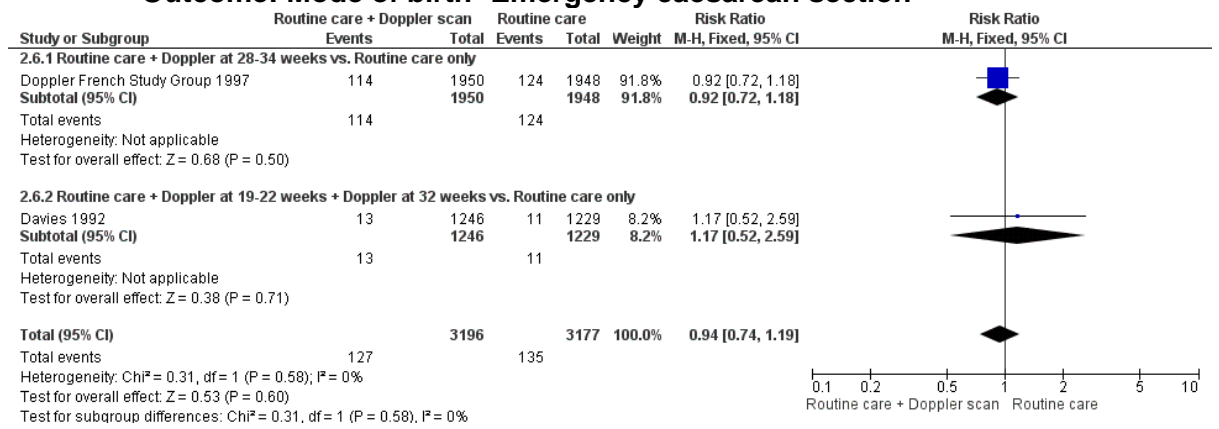 Outcome: Mode of birth- Emergency caesarean section
Routine care + Doppler scan Routine care Risk Ratio Risk Ratio
Study or Subgroup Events Total Events Total Weight M-H, Fixed, 95% CI M-H, Fixed, 95% CI
2.6.1 Routine care + Doppler at 28-34 weeks vs. Routine care only
Doppler French Study Group 1997 114 1950 124 1948 91.8% 0.92 [0.72, 1.18]
Subtotal (95% CI) 1950 1948 91.8% 0.92 [0.72, 1.18]
Total events 114 124
Heterogeneity: Not applicable
Test for overall effect: Z = 0.68 (P = 0.50)
2.6.2 Routine care + Doppler at 19-22 weeks + Doppler at 32 weeks vs. Routine care only
Davies 1992 13 1246 11 1229 8.2% 1.17 [0.52, 2.59]
Subtotal (95% CI) 1246 1229 8.2% 1.17 [0.52, 2.59]
Total events 13 11
Heterogeneity: Not applicable
Test for overall effect: Z = 0.38 (P = 0.71)
Total (95% CI) 3196 3177 100.0% 0.94 [0.74, 1.19]
Total events 127 135
Heterogeneity: Chi² = 0.31, df = 1 (P = 0.58); I² = 0%
Test for overall effect: Z = 0.53 (P = 0.60)
Test for subgroup differences: Chi² = 0.31, df = 1 (P = 0.58), I² = 0%
0.1 0.2 0.5 1 2 5 10
Routine care + Doppler scan Routine care